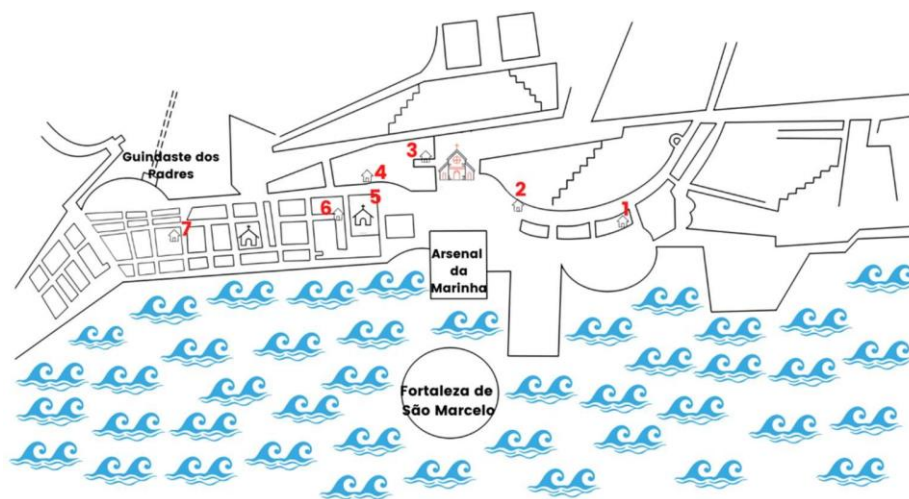 Guindaste dos
Padres
3
4
5
6
2
1
7
Arsenal
da
Marinha
Fortaleza de
São Marcelo